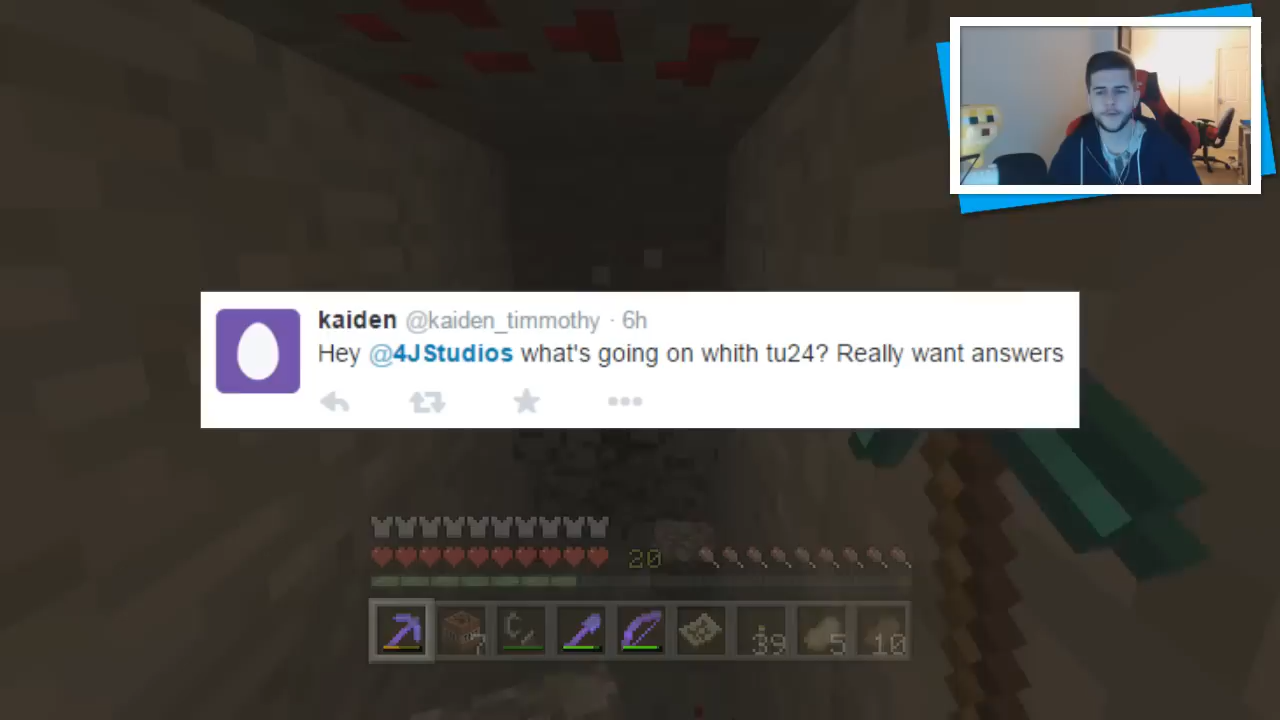 kaiden @kaiden_timmothy · 6h
Hey @4JStudios what's going on whith tu24? Really want answers
20
7 39 5 10